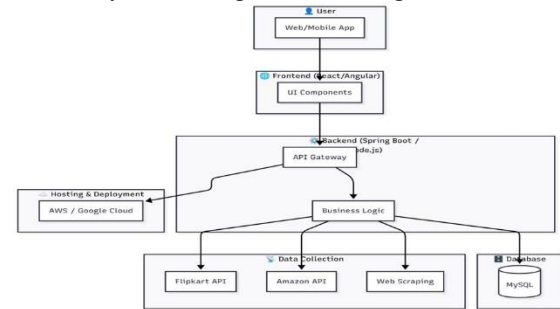 User
Web/Mobile App
Frontend (React/Angular)
UI Components
Backend (Spring Boot /
Node.js)
API Gateway
Hosting & Deployment
AWS / Google Cloud
Business Logic
Data Collection
Flipkart API
Amazon API
Web Scraping
Database
MySQL